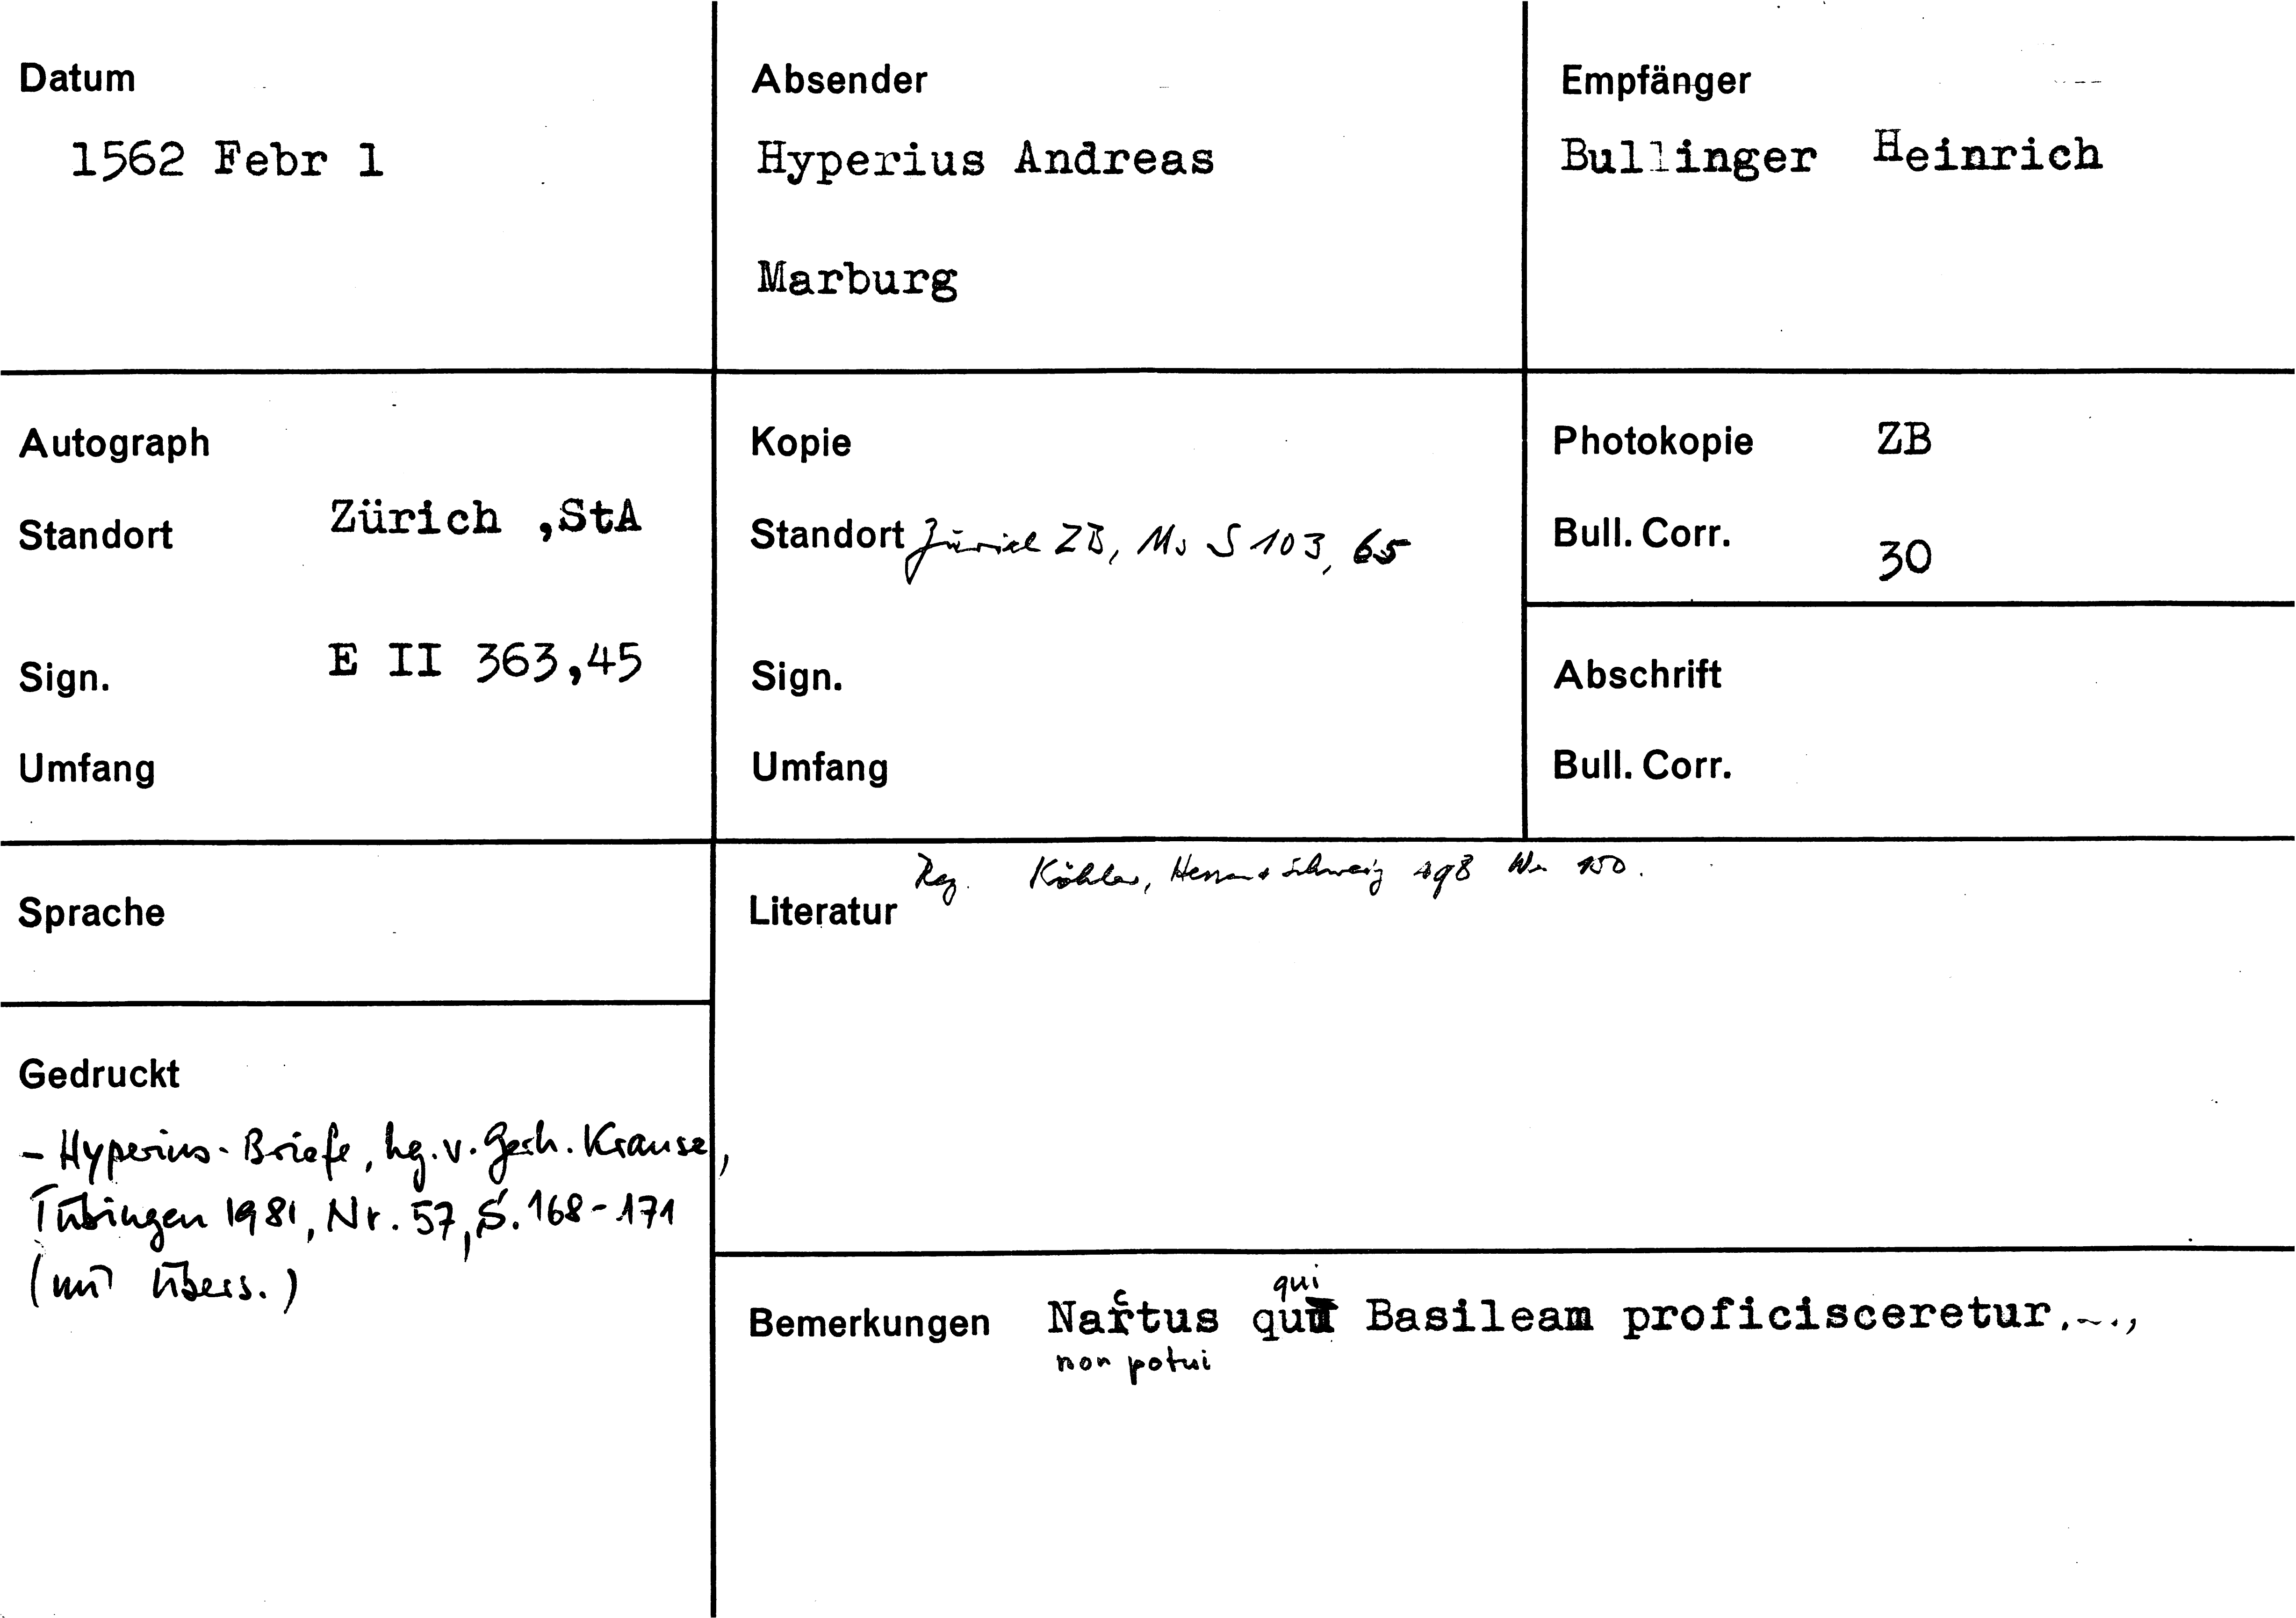 Datum
1562 Febr 1
Absender
Hyperius Andreas
Marburg
Empfänger
Bullinger Heinrich
Autograph
Standort Zürich ,StA
Sign. E II 363,45
Umfang
Kopie
Standort Zürich ZB, Ms S 103, 65
Sign.
Umfang
Photokopie ZB
Bull. Corr. 30
Abschrift
Bull. Corr.
Sprache
Gedruckt
- Hyperius-Briefe, hg. v. Gerh. Krause,
Tübingen 1981, Nr. 57, S. 168-171
(mit Übers.)
Reg. Köhler, Hessen & Schweiz 498 Nr 150.
Literatur
c qui
Bemerkungen Nartus Basileam proficisceretur...,
non potui